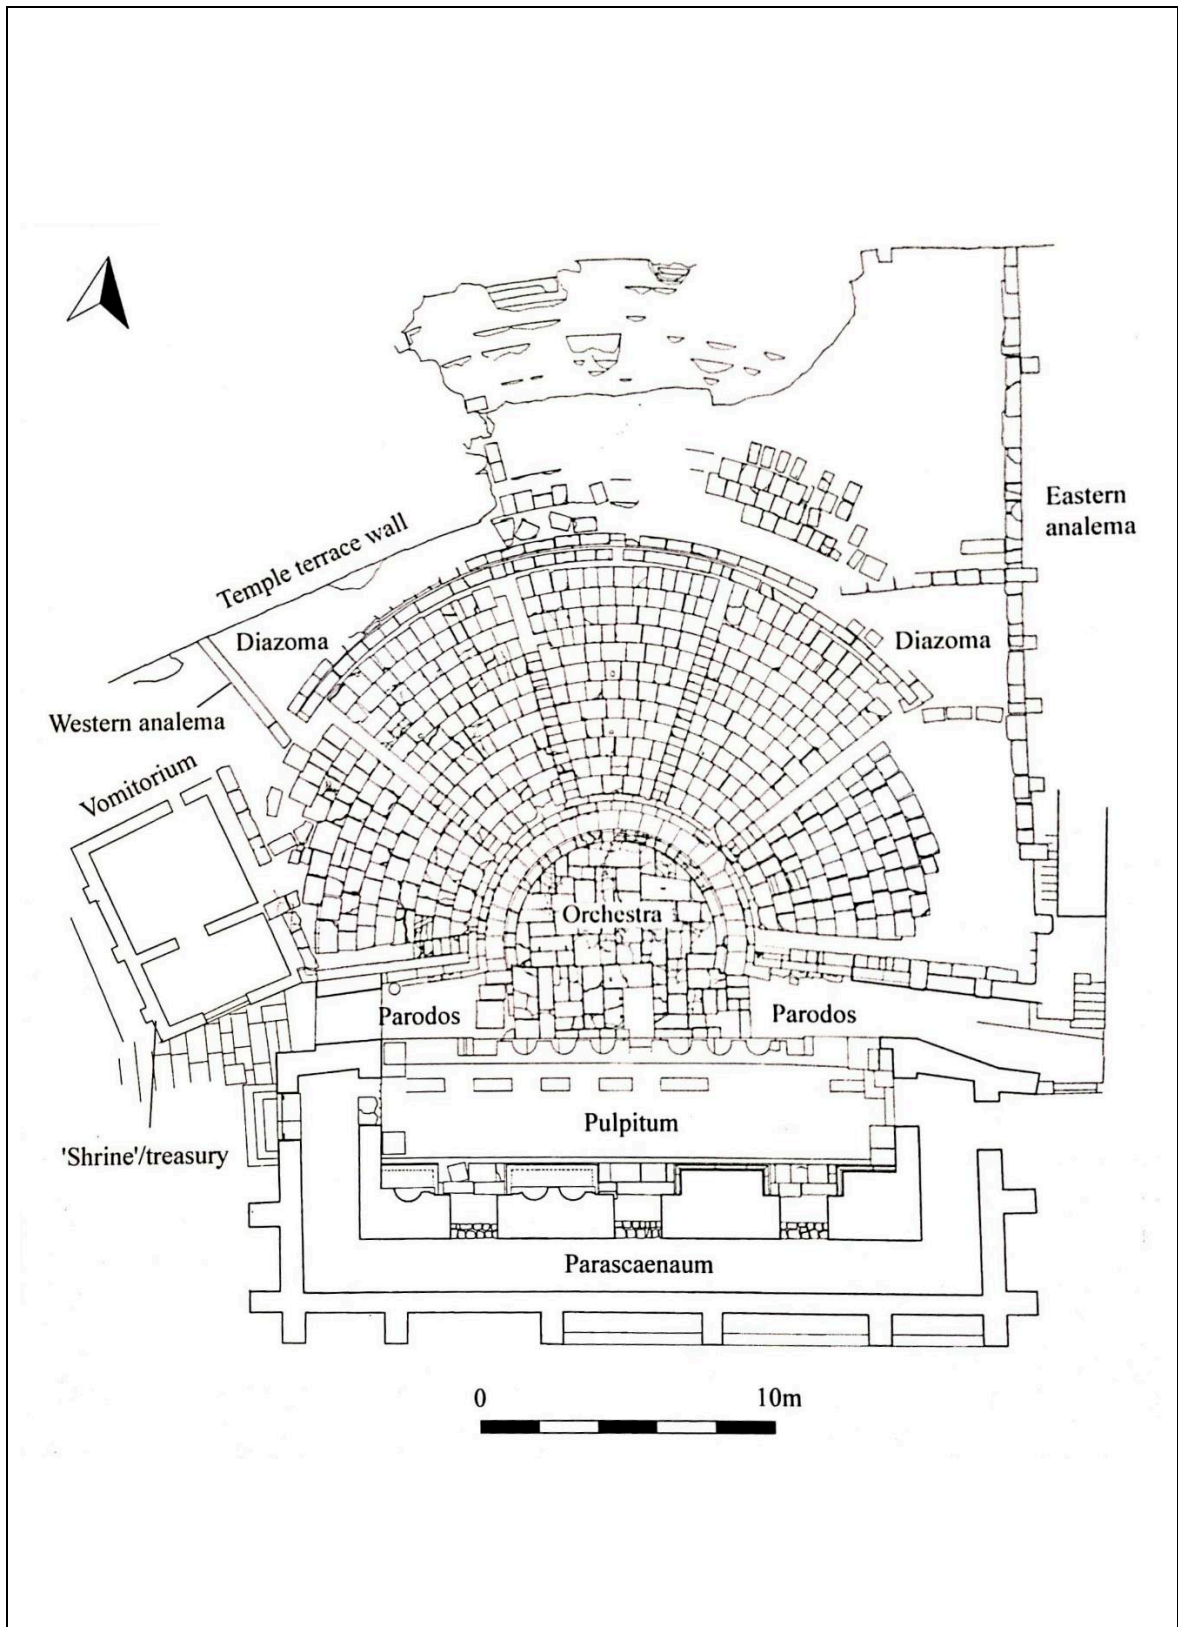 Eastern
analema
Temple terrace wall
Diazoma
Diazoma
Western analema
Vomitorium
Orchestra
Parodos
Parodos
Pulpitum
'Shrine'/treasury
Parascaenaum
0
10m